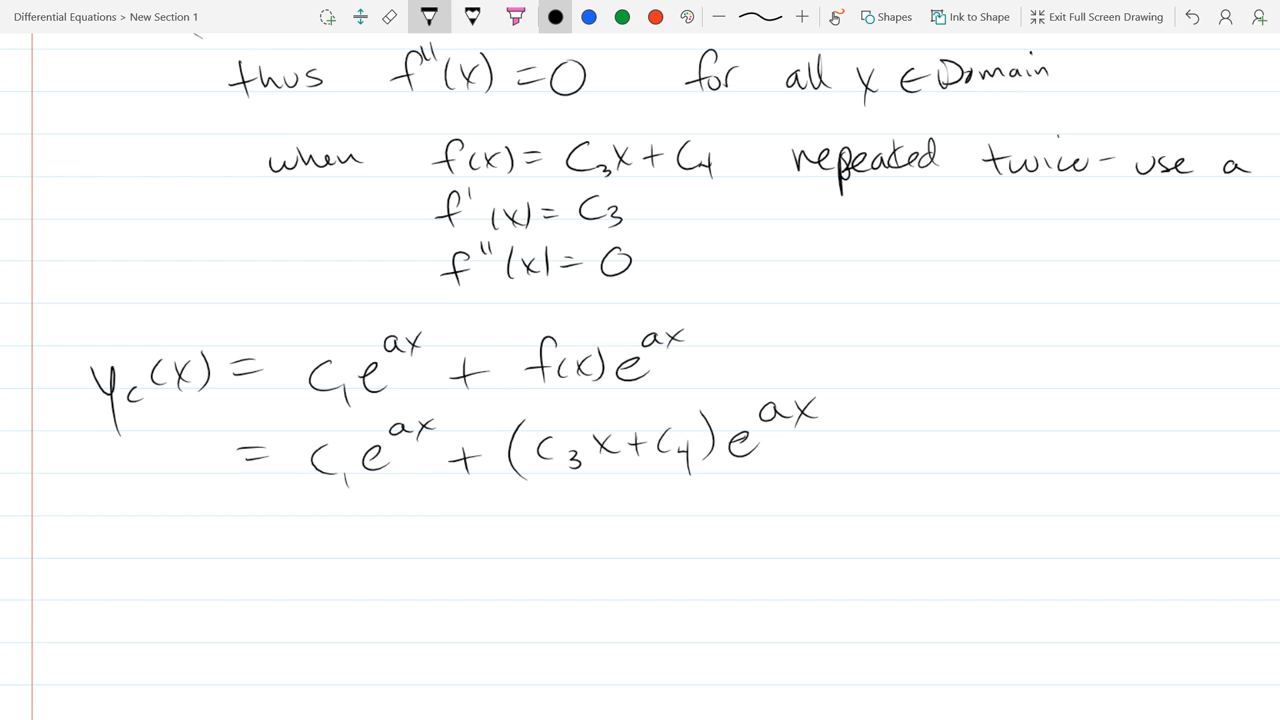 Differential Equations > New Section 1
Shapes
Ink to Shape
Exit Full Screen Drawing
thus f''(x) = 0 for all x ∈ Domain
when f(x) = C₃x + C₄ repeated twice - use a
f'(x) = C₃
f''(x) = 0
y_c(x) = c₁e^{ax} + f(x)e^{ax}
= c₁e^{ax} + (c₃x + c₄)e^{ax}